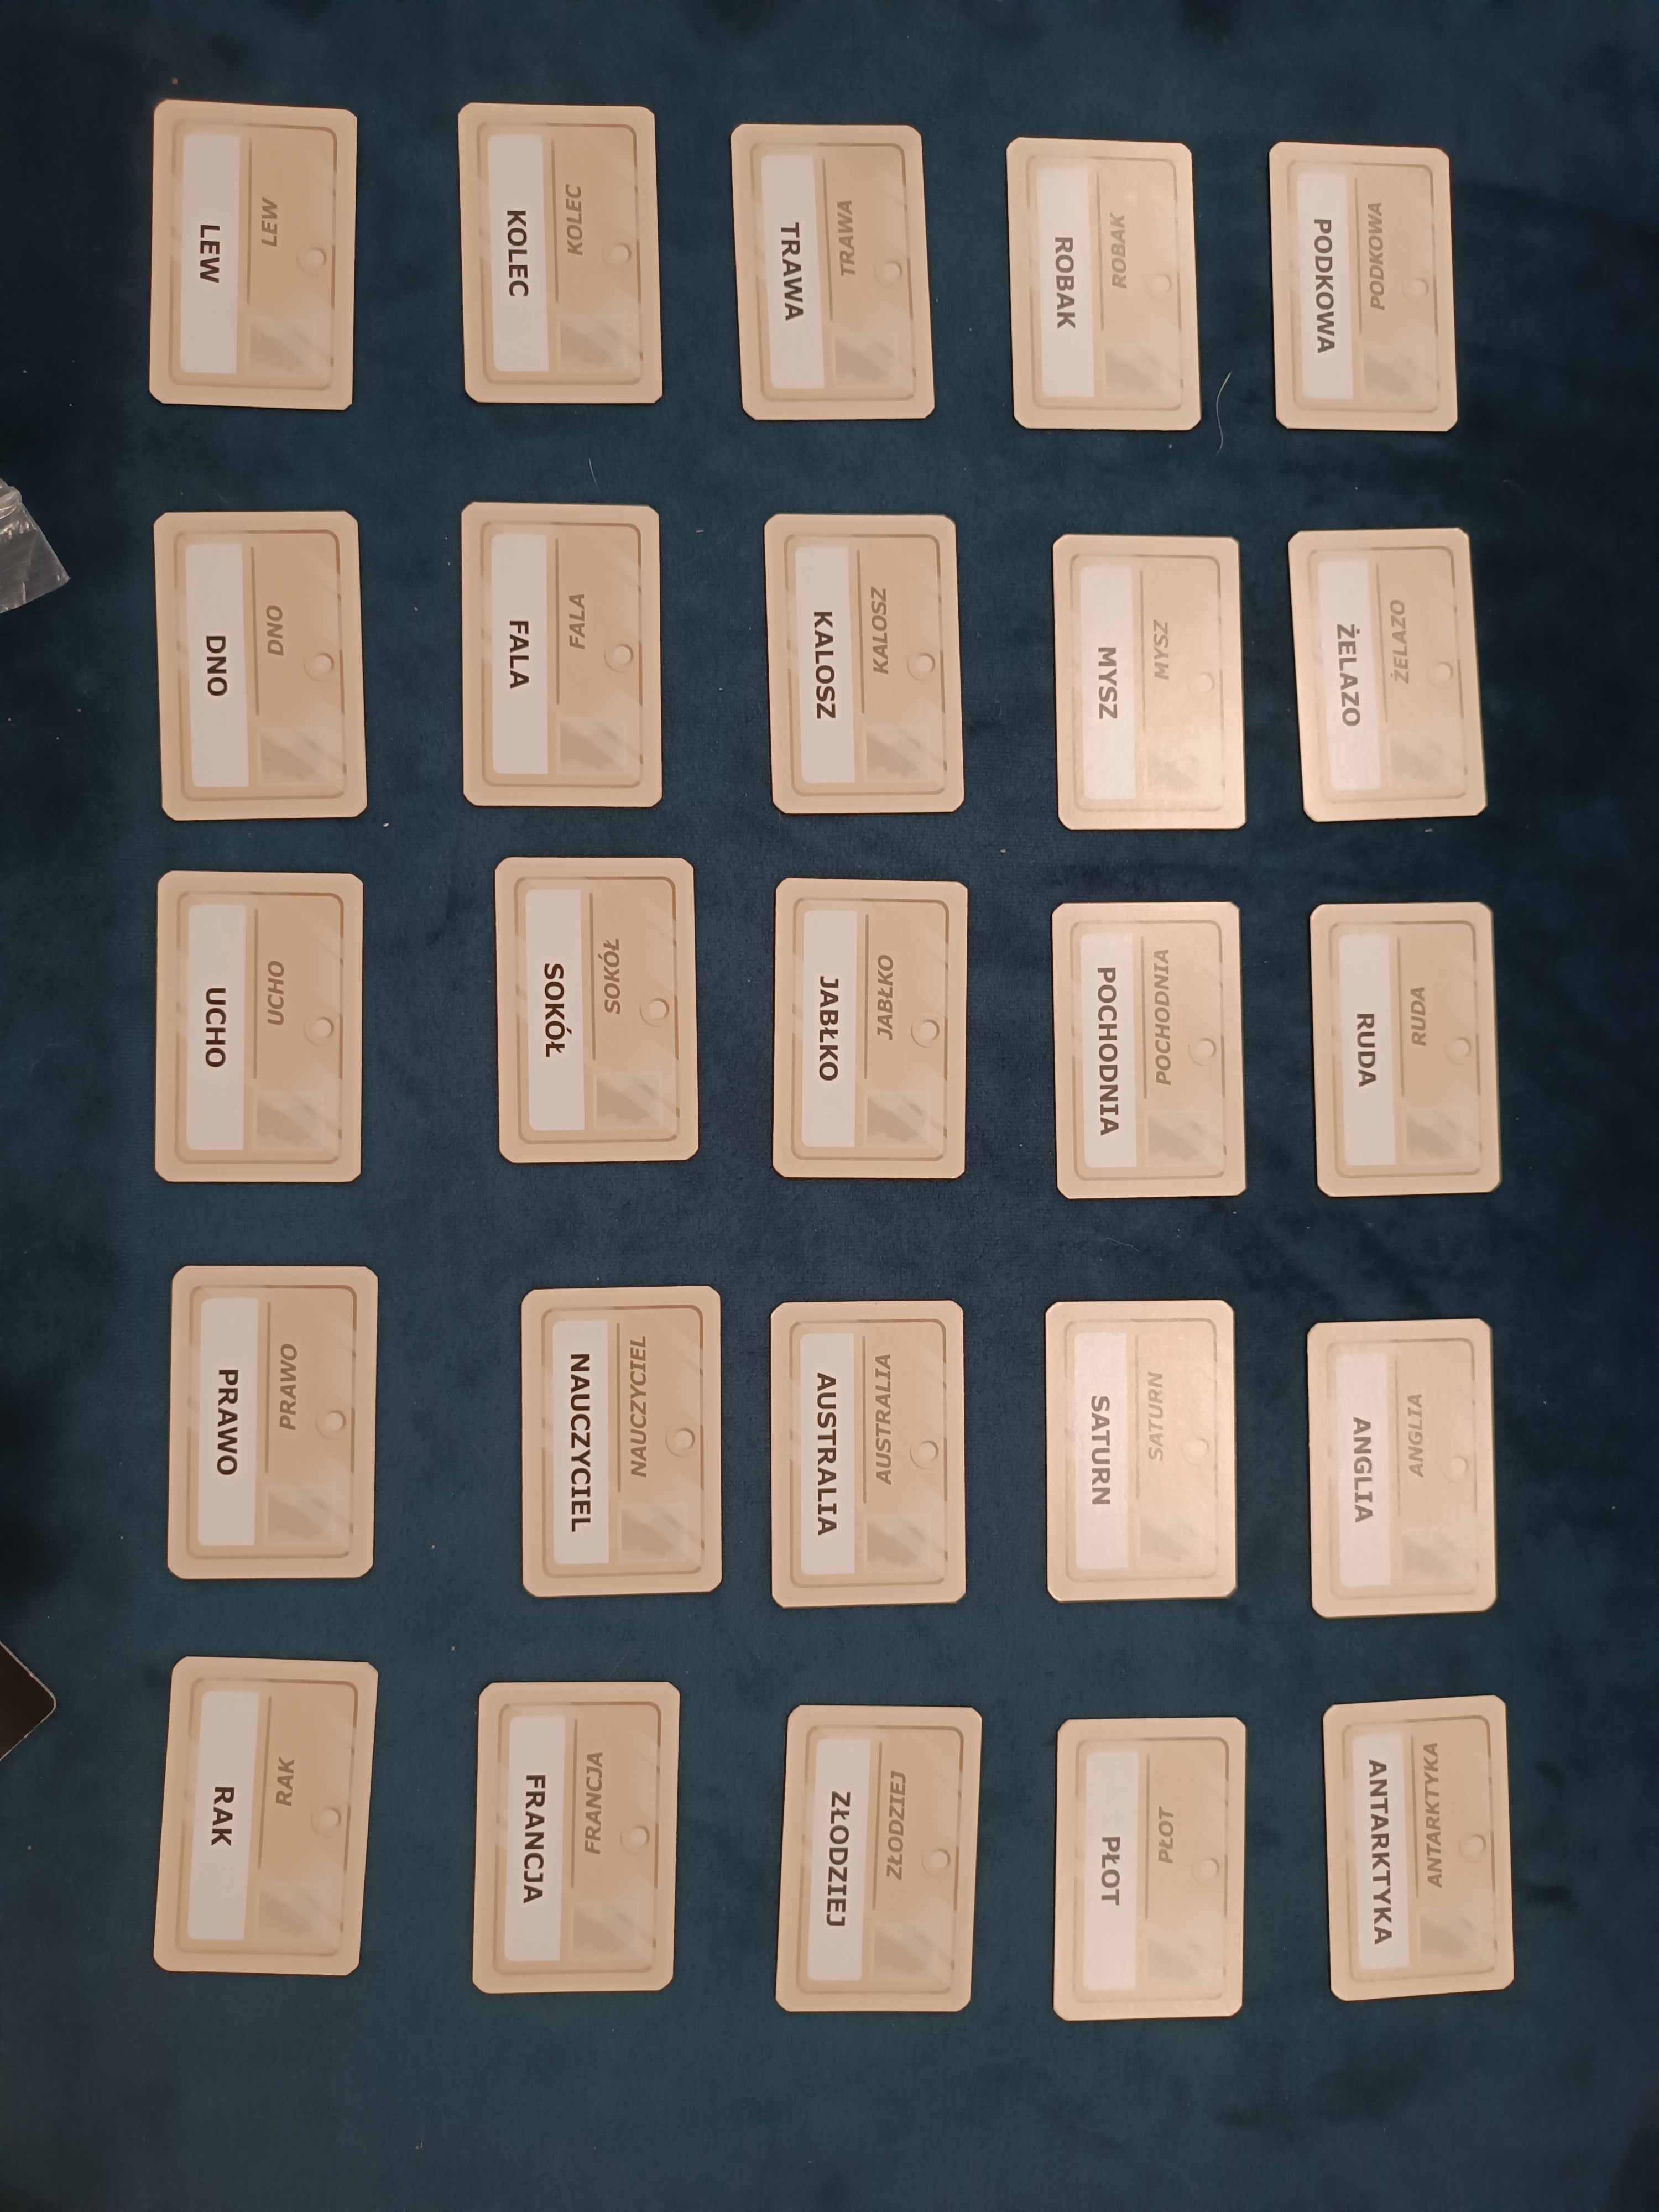 PODKOWA
PODKOWA
ŻELAZO
ŻELAZO
RUDA
RUDA
ANGLIA
ANGLIA
ANTARKTYKA
ANTARKTYKA
ROBAK
ROBAK
MYSZ
MYSZ
POCHODNIA
POCHODNIA
SATURN
SATURN
PŁOT
PŁOT
TRAWA
TRAWA
KALOSZ
KALOSZ
JABŁKO
JABŁKO
AUSTRALIA
AUSTRALIA
ZŁODZIEJ
ZŁODZIEJ
KOLEC
KOLEC
FALA
FALA
SOKÓŁ
SOKÓŁ
NAUCZYCIEL
NAUCZYCIEL
FRANCJA
FRANCJA
LEW
LEW
DNO
DNO
UCHO
UCHO
PRAWO
PRAWO
RAK
RAK